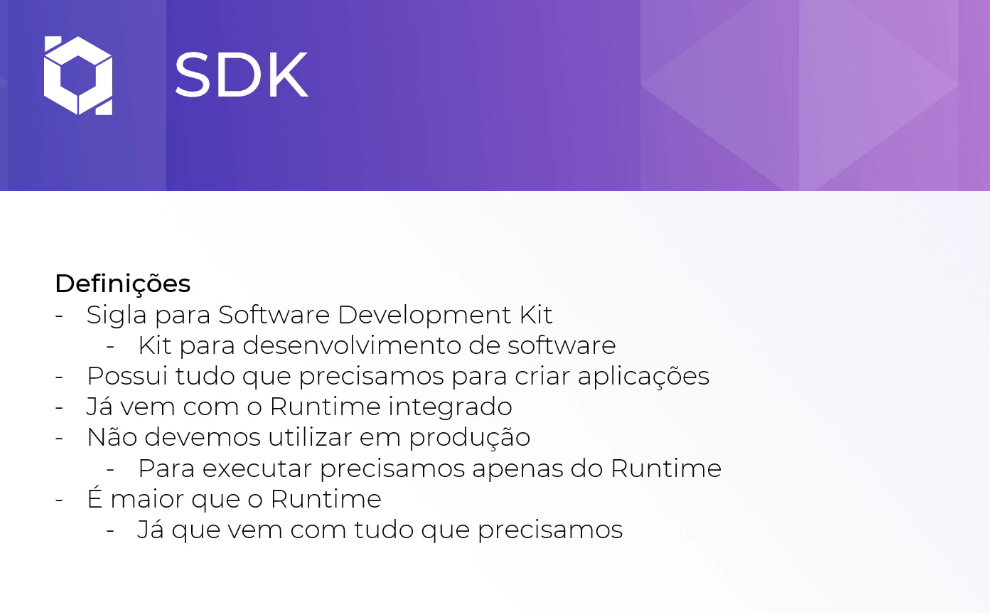 SDK
Definições
- Sigla para Software Development Kit
- Kit para desenvolvimento de software
- Possui tudo que precisamos para criar aplicações
- Já vem com o Runtime integrado
- Não devemos utilizar em produção
- Para executar precisamos apenas do Runtime
- É maior que o Runtime
- Já que vem com tudo que precisamos